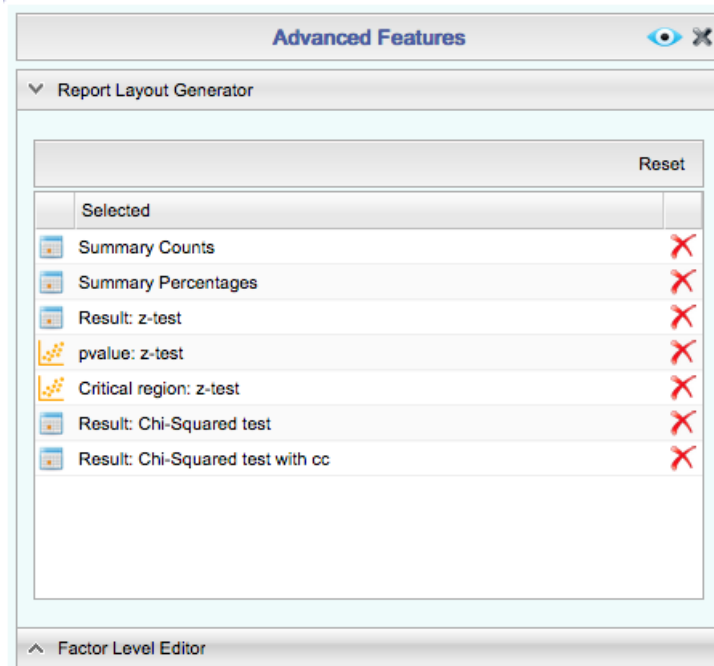 Advanced Features
Report Layout Generator
Reset
Selected
Summary Counts
Summary Percentages
Result: z-test
pvalue: z-test
Critical region: z-test
Result: Chi-Squared test
Result: Chi-Squared test with cc
Factor Level Editor